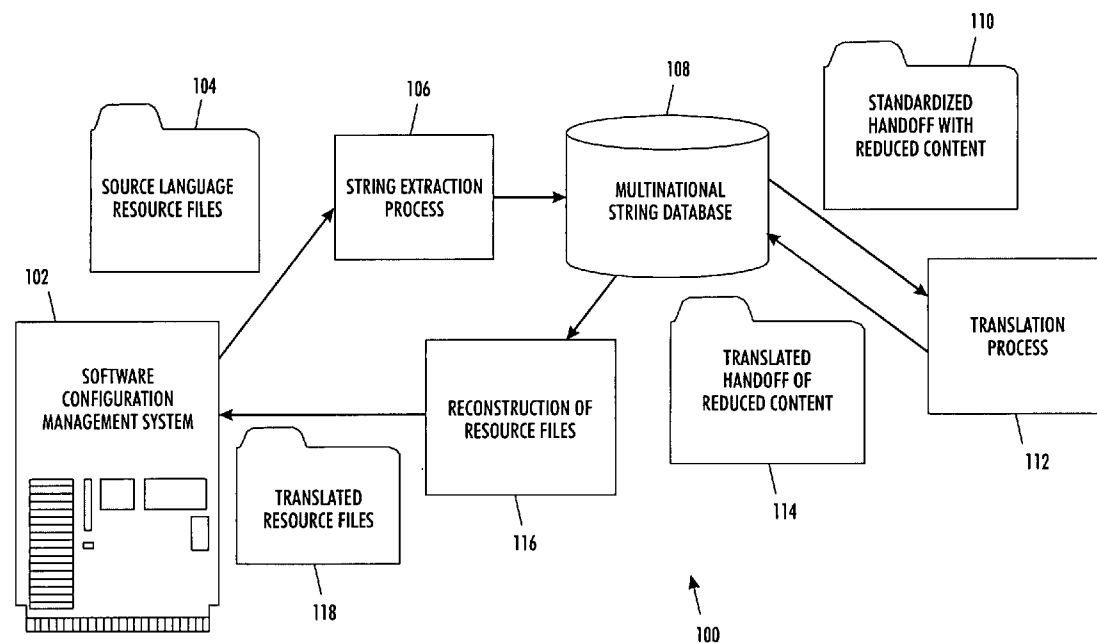 110
104
106
108
STANDARDIZED
HANDOFF WITH
REDUCED CONTENT
SOURCE LANGUAGE
RESOURCE FILES
STRING EXTRACTION
PROCESS
MULTINATIONAL
STRING DATABASE
102
SOFTWARE
CONFIGURATION
MANAGEMENT SYSTEM
RECONSTRUCTION OF
RESOURCE FILES
TRANSLATED
HANDOFF OF
REDUCED CONTENT
TRANSLATION
PROCESS
TRANSLATED
RESOURCE FILES
112
114
116
118
100